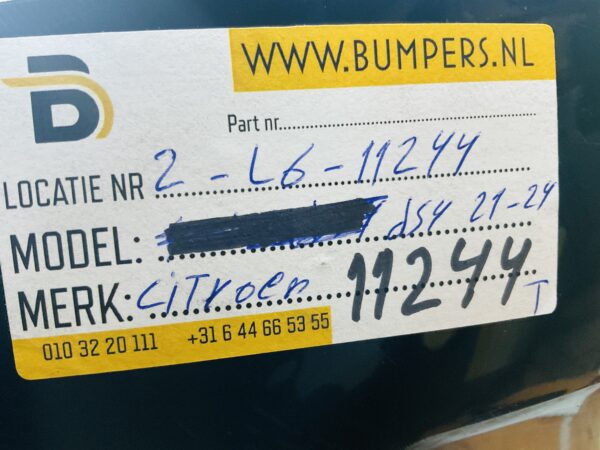 WWW.BUMPERS.NL
Part nr.
LOCATIE NR 2-L6-11244
MODEL: dS4 21-24
MERK: CiTroen 11244
T
010 32 20 111 +31 6 44 66 53 55